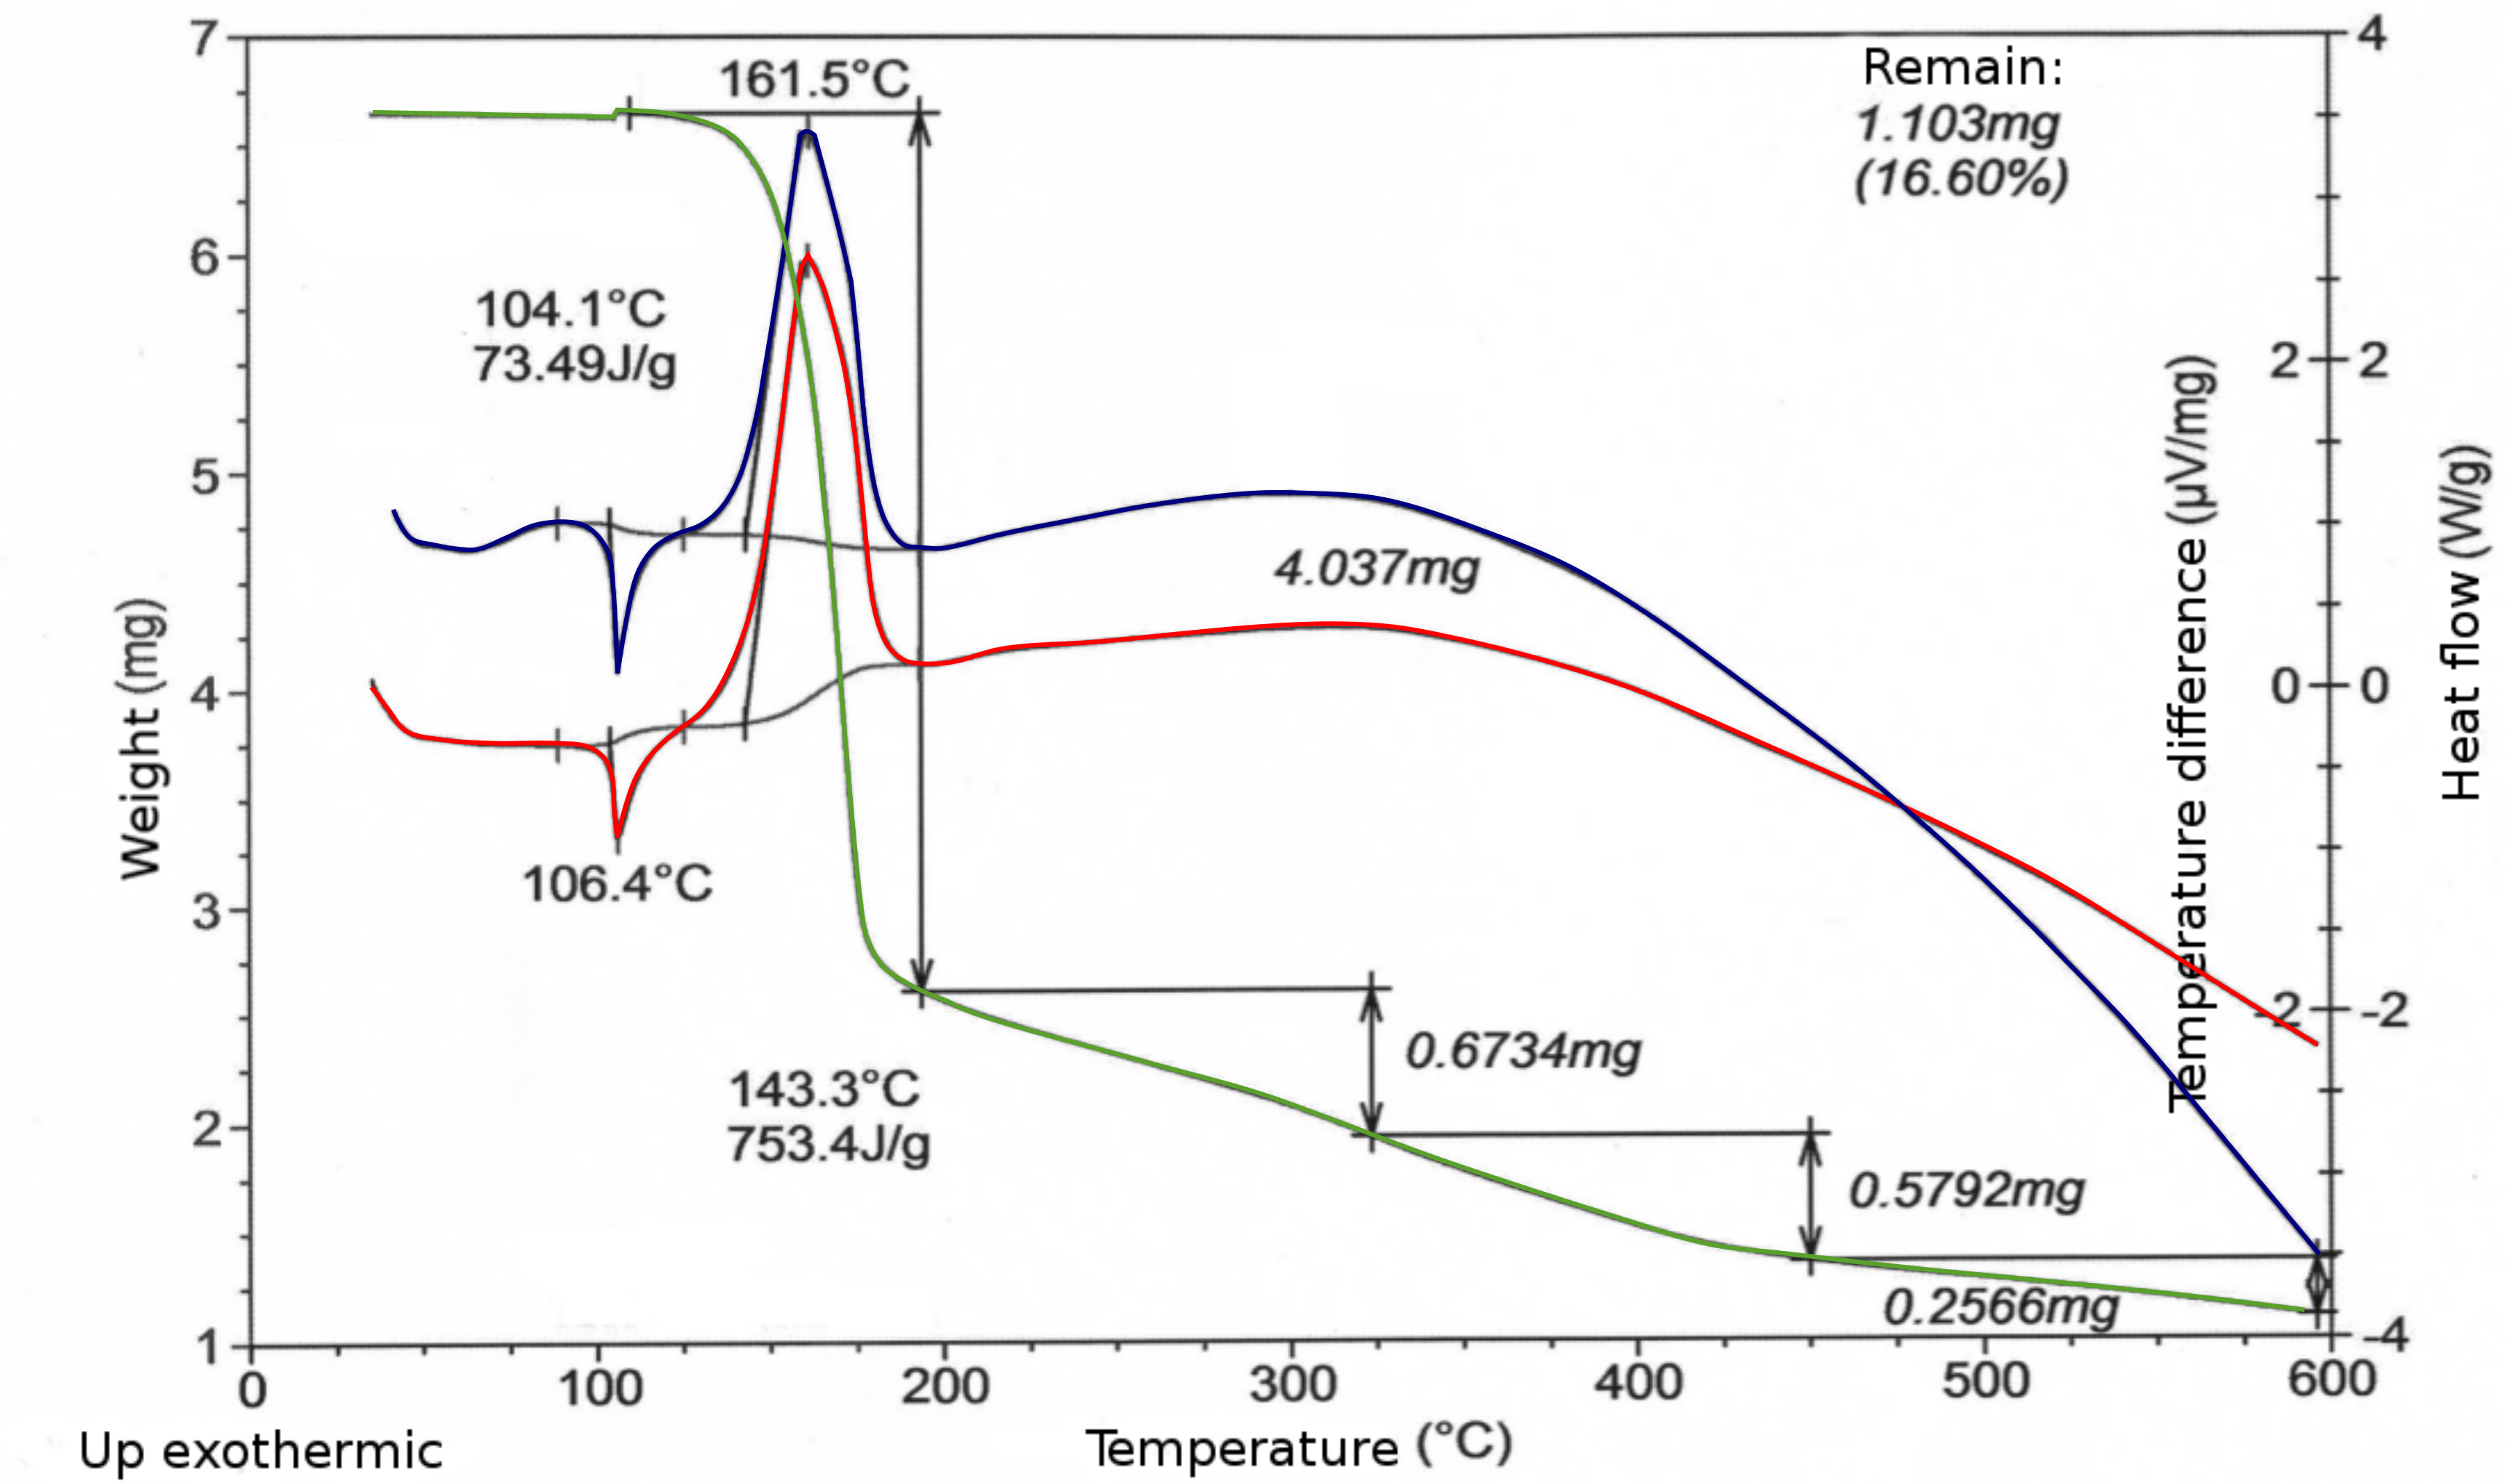 7
6
5
4
3
2
1
Weight (mg)
161.5°C
104.1°C
73.49J/g
106.4°C
143.3°C
753.4J/g
4.037mg
0.6734mg
0.5792mg
0.2566mg
Remain:
1.103mg
(16.60%)
2
0
-2
Temperature difference (µV/mg)
4
2
0
-2
-4
Heat flow (W/g)
0 100 200 300 400 500 600
Temperature (°C)
Up exothermic